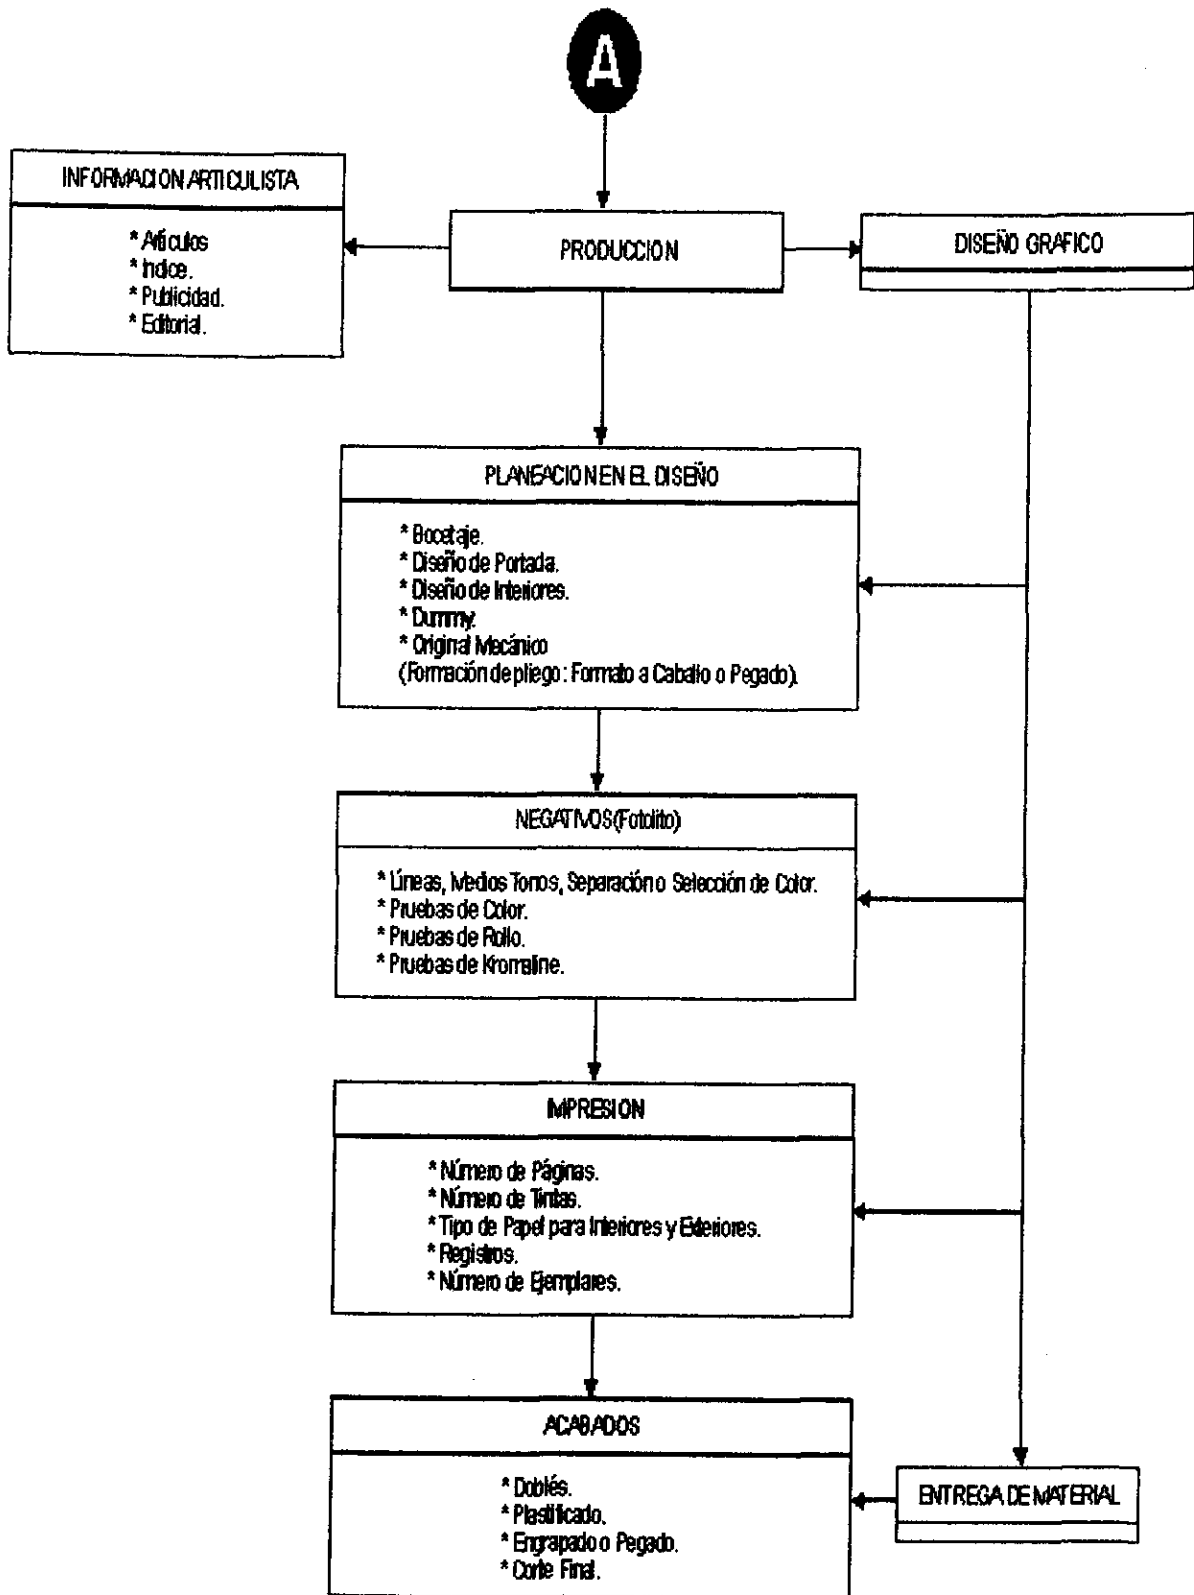 A
INFORMACION ARTICULISTA
* Artículos
* Indice.
* Publicidad.
* Editorial.
PRODUCCION
DISEÑO GRAFICO
PLANEACION EN EL DISEÑO
* Bocetaje.
* Diseño de Portada.
* Diseño de Interiores.
* Dummy.
* Original Mecánico
(Formación de pliego: Formato a Caballo o Pegado).
NEGATIVOS(Fotolito)
* Líneas, Medios Tonos, Separación o Selección de Color.
* Pruebas de Color.
* Pruebas de Rollo.
* Pruebas de Kromaline.
IMPRESION
* Número de Páginas.
* Número de Tintas.
* Tipo de Papel para Interiores y Exteriores.
* Registros.
* Número de Ejemplares.
ACABADOS
* Doblés.
* Plastificado.
* Engrapado o Pegado.
* Corte Final.
ENTREGA DE MATERIAL